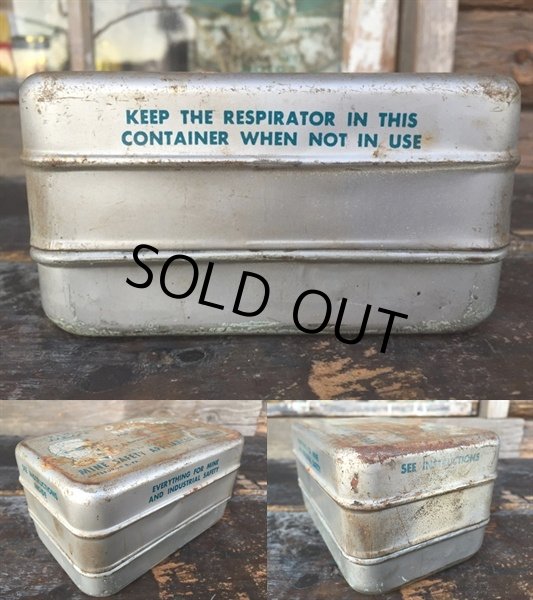 KEEP THE RESPIRATOR IN THIS
CONTAINER WHEN NOT IN USE
SOLD OUT
MINE SAFETY
EVERYTHING FOR MINE
AND INDUSTRIAL SAFETY
SEE INSTRUCTIONS